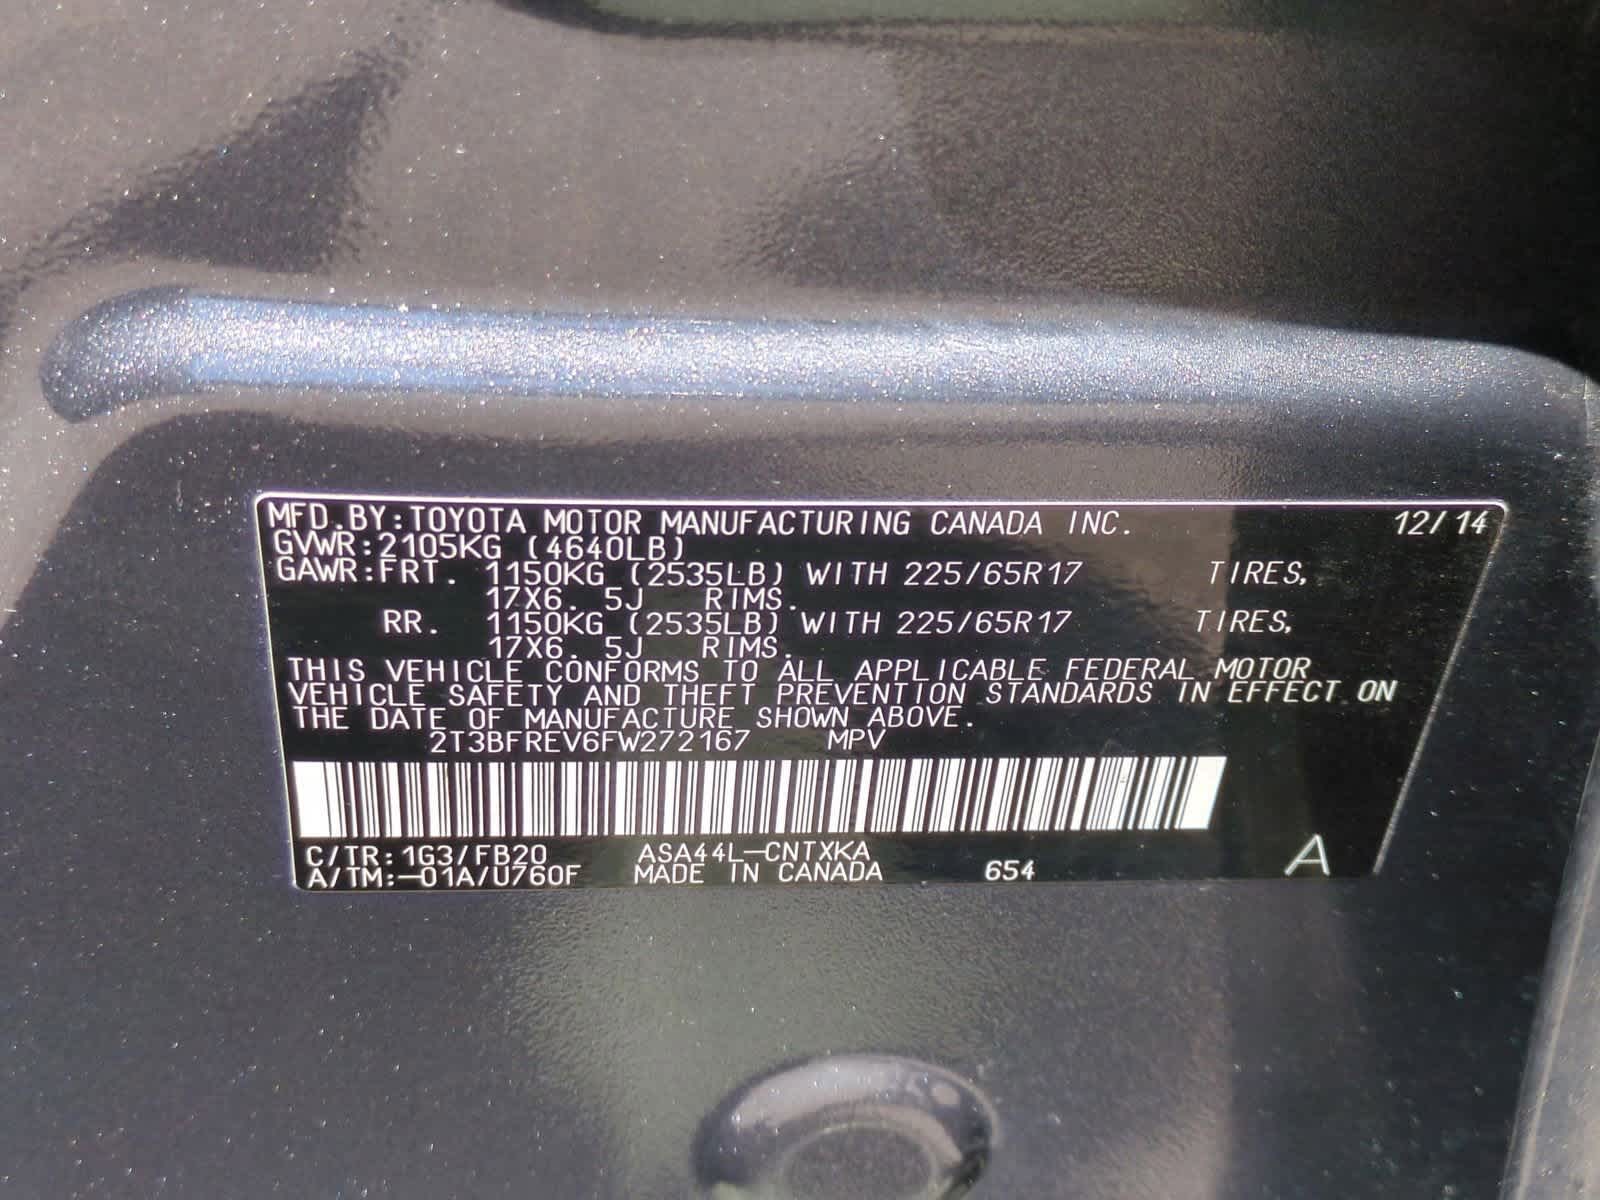 MFD.BY:TOYOTA MOTOR MANUFACTURING CANADA INC. 12/14
GVWR:2105KG (4640LB)
GAWR:FRT. 1150KG (2535LB) WITH 225/65R17 TIRES,
17X6.5J RIMS.
RR. 1150KG (2535LB) WITH 225/65R17 TIRES,
17X6.5J RIMS.
THIS VEHICLE CONFORMS TO ALL APPLICABLE FEDERAL MOTOR
VEHICLE SAFETY AND THEFT PREVENTION STANDARDS IN EFFECT ON
THE DATE OF MANUFACTURE SHOWN ABOVE.
2T3BFREV6FW272167 MPV
C/TR:1G3/FB20 ASA44L-CNTXKA
A/TM:-01A/U760F MADE IN CANADA 654 A